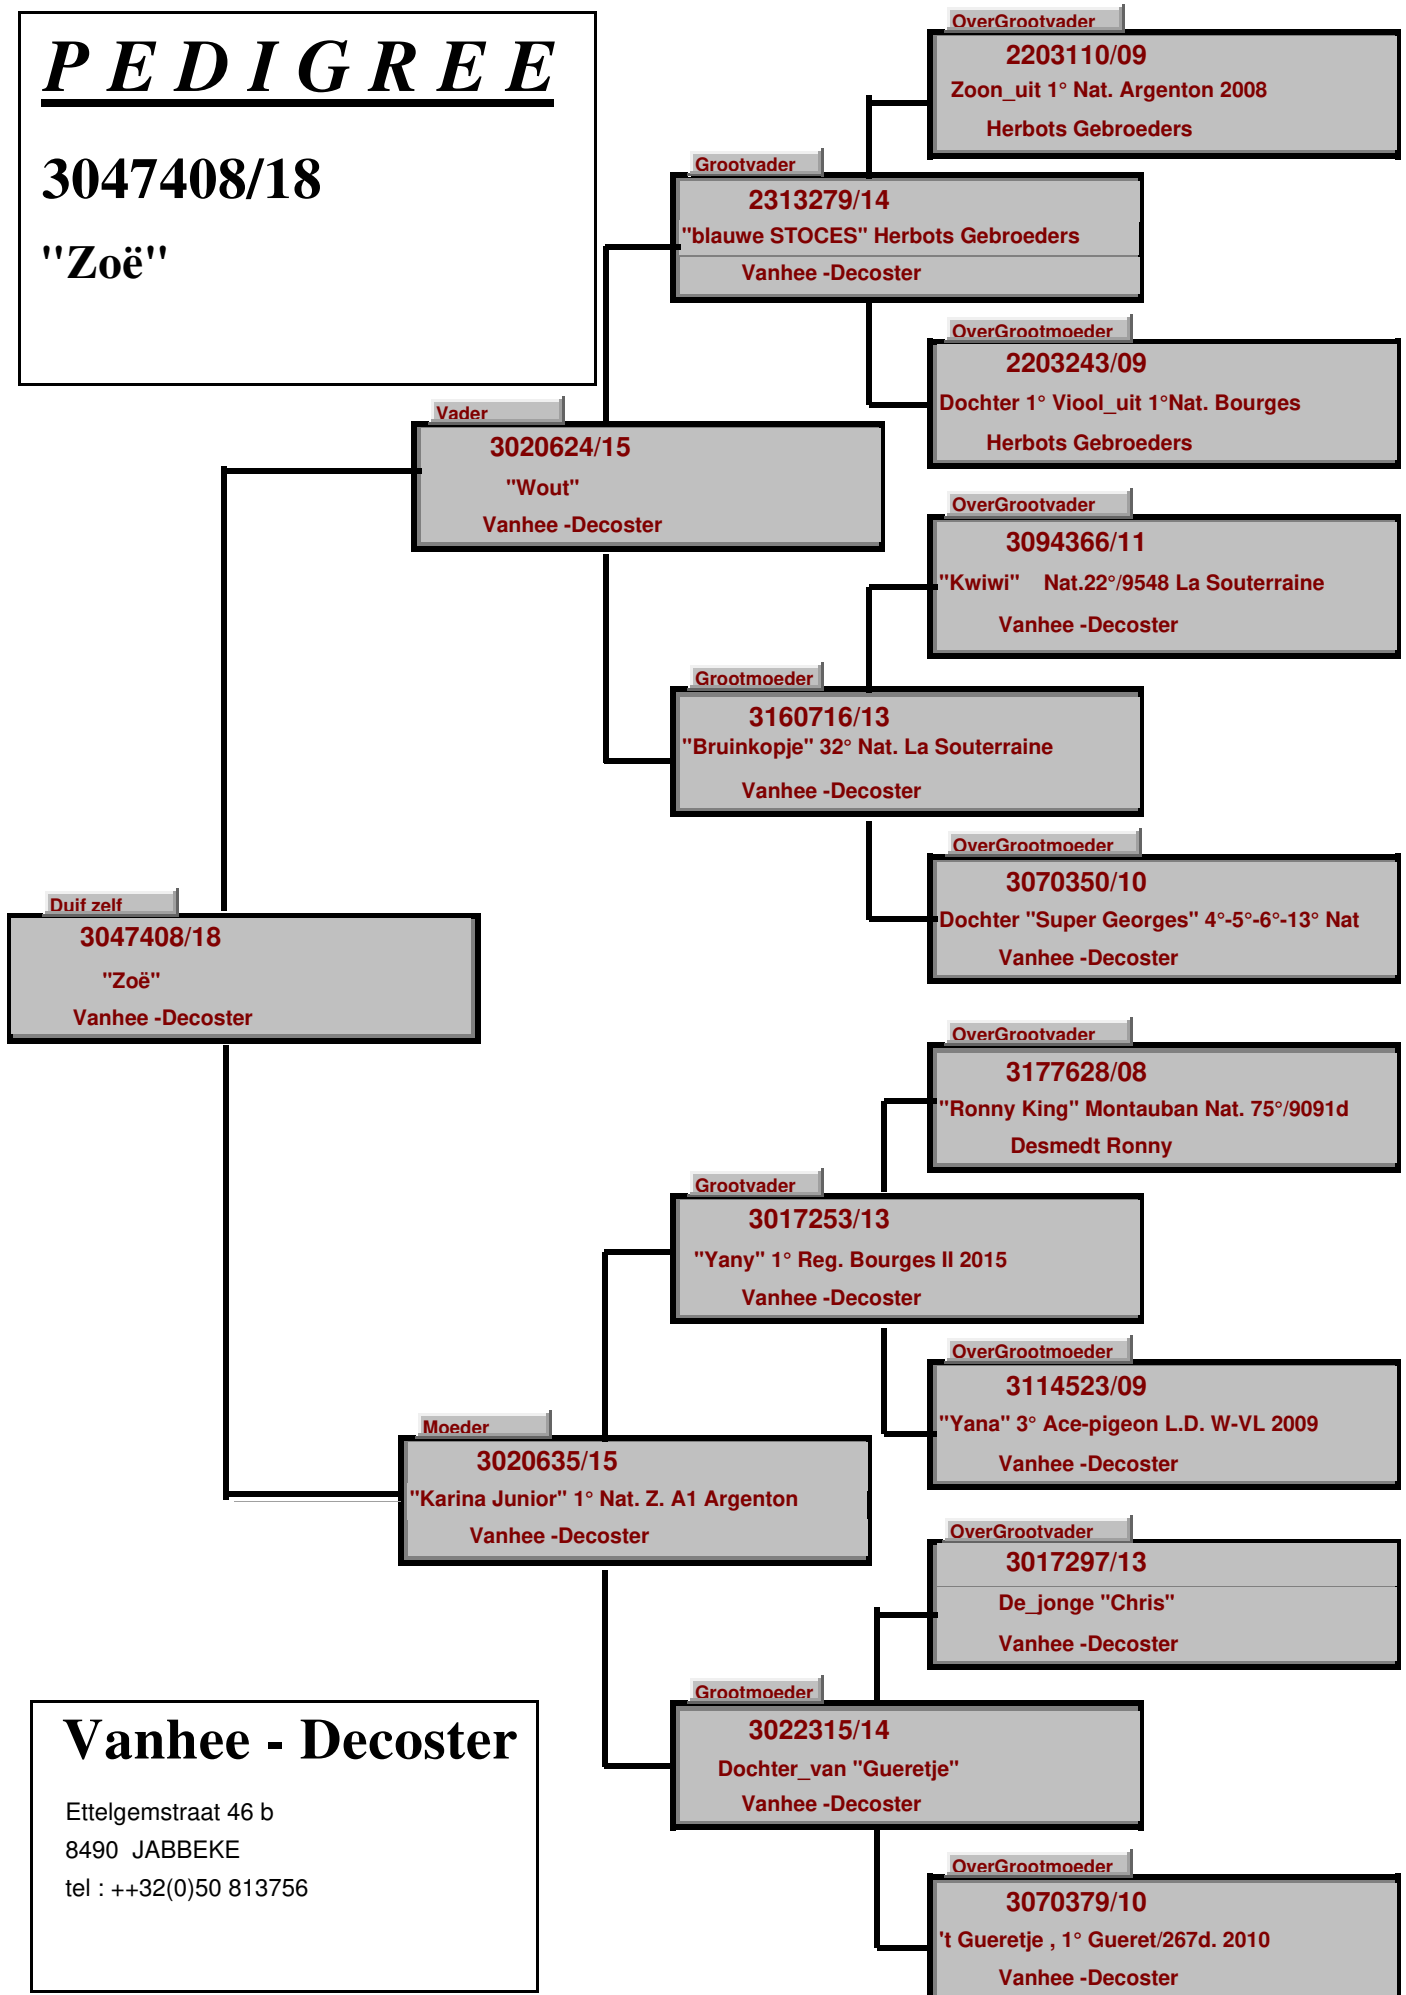 P E D I G R E E
3047408/18
"Zoë"
OverGrootvader
2203110/09
Zoon_uit 1° Nat. Argenton 2008
Herbots Gebroeders
Grootvader
2313279/14
"blauwe STOCES" Herbots Gebroeders
Vanhee -Decoster
OverGrootmoeder
2203243/09
Dochter 1° Viool_uit 1°Nat. Bourges
Herbots Gebroeders
Vader
3020624/15
"Wout"
Vanhee -Decoster
OverGrootvader
3094366/11
"Kwiwi" Nat.22°/9548 La Souterraine
Vanhee -Decoster
Grootmoeder
3160716/13
"Bruinkopje" 32° Nat. La Souterraine
Vanhee -Decoster
OverGrootmoeder
3070350/10
Dochter "Super Georges" 4°-5°-6°-13° Nat
Vanhee -Decoster
Duif zelf
3047408/18
"Zoë"
Vanhee -Decoster
OverGrootvader
3177628/08
"Ronny King" Montauban Nat. 75°/9091d
Desmedt Ronny
Grootvader
3017253/13
"Yany" 1° Reg. Bourges II 2015
Vanhee -Decoster
OverGrootmoeder
3114523/09
"Yana" 3° Ace-pigeon L.D. W-VL 2009
Vanhee -Decoster
Moeder
3020635/15
"Karina Junior" 1° Nat. Z. A1 Argenton
Vanhee -Decoster
OverGrootvader
3017297/13
De_jonge "Chris"
Vanhee -Decoster
Grootmoeder
3022315/14
Dochter_van "Gueretje"
Vanhee -Decoster
OverGrootmoeder
3070379/10
't Gueretje , 1° Gueret/267d. 2010
Vanhee -Decoster
Vanhee - Decoster
Ettelgemstraat 46 b
8490 JABBEKE
tel : ++32(0)50 813756